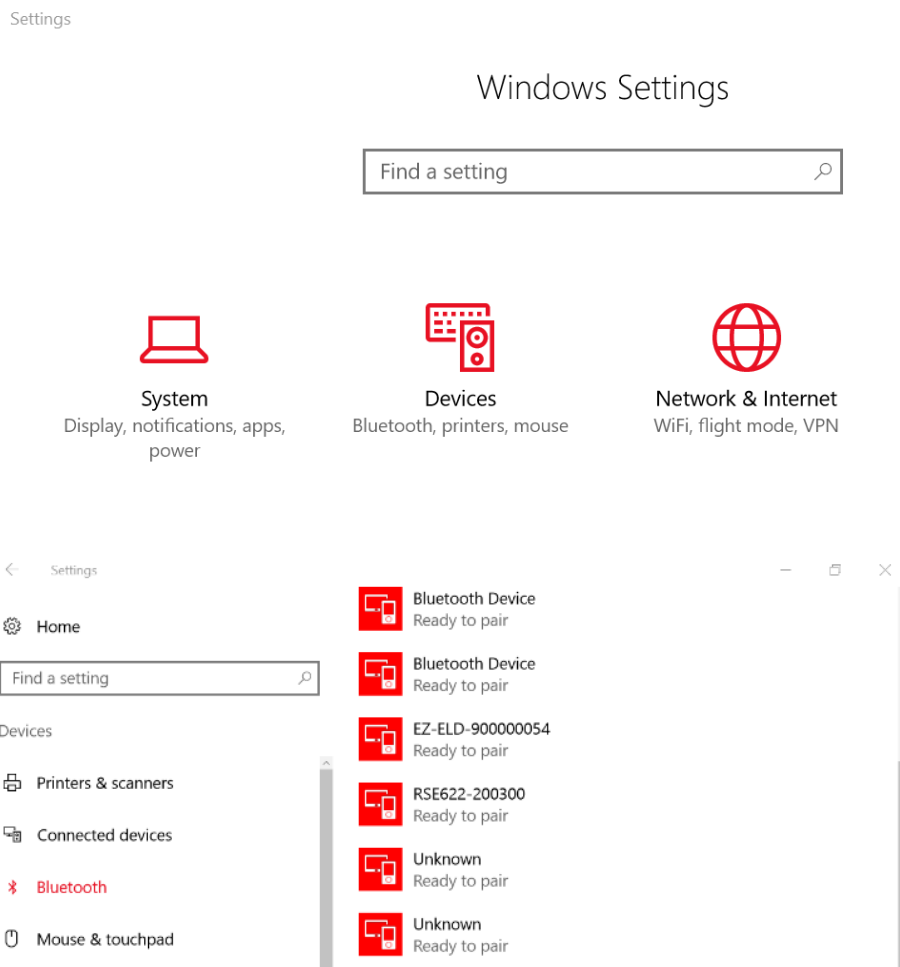 Settings
Windows Settings
Find a setting
System
Display, notifications, apps,
power
Devices
Bluetooth, printers, mouse
Network & Internet
WiFi, flight mode, VPN
Settings
Home
Find a setting
Devices
Printers & scanners
Connected devices
Bluetooth
Mouse & touchpad
Bluetooth Device
Ready to pair
Bluetooth Device
Ready to pair
EZ-ELD-900000054
Ready to pair
RSE622-200300
Ready to pair
Unknown
Ready to pair
Unknown
Ready to pair